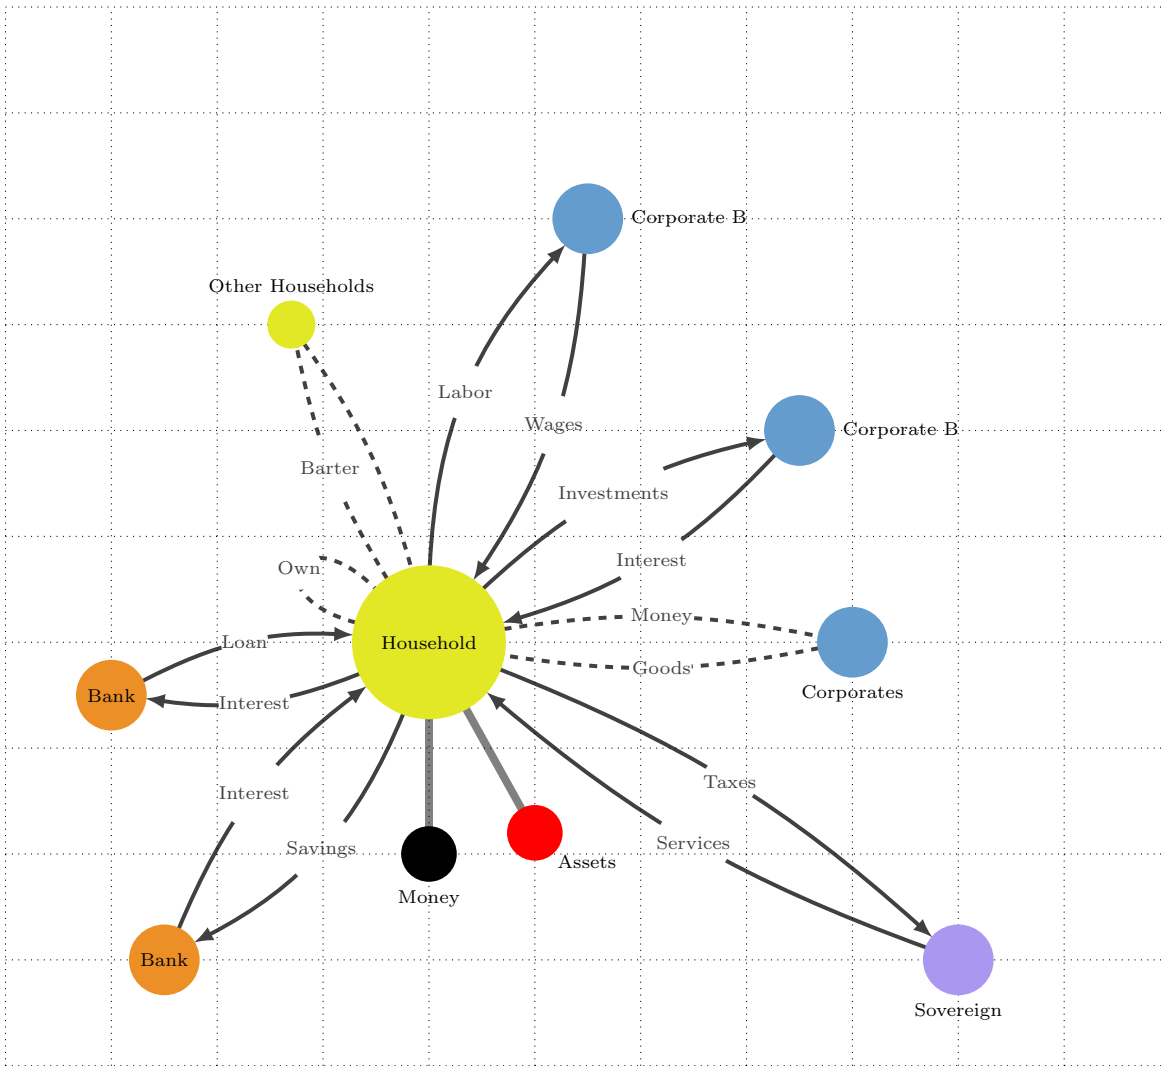 Corporate B
Other Households
Labor
Wages
Corporate B
Barter
Investments
Interest
Own
Money
Loan
Household
Goods
Bank
Interest
Corporates
Taxes
Interest
Services
Savings
Assets
Money
Bank
Sovereign